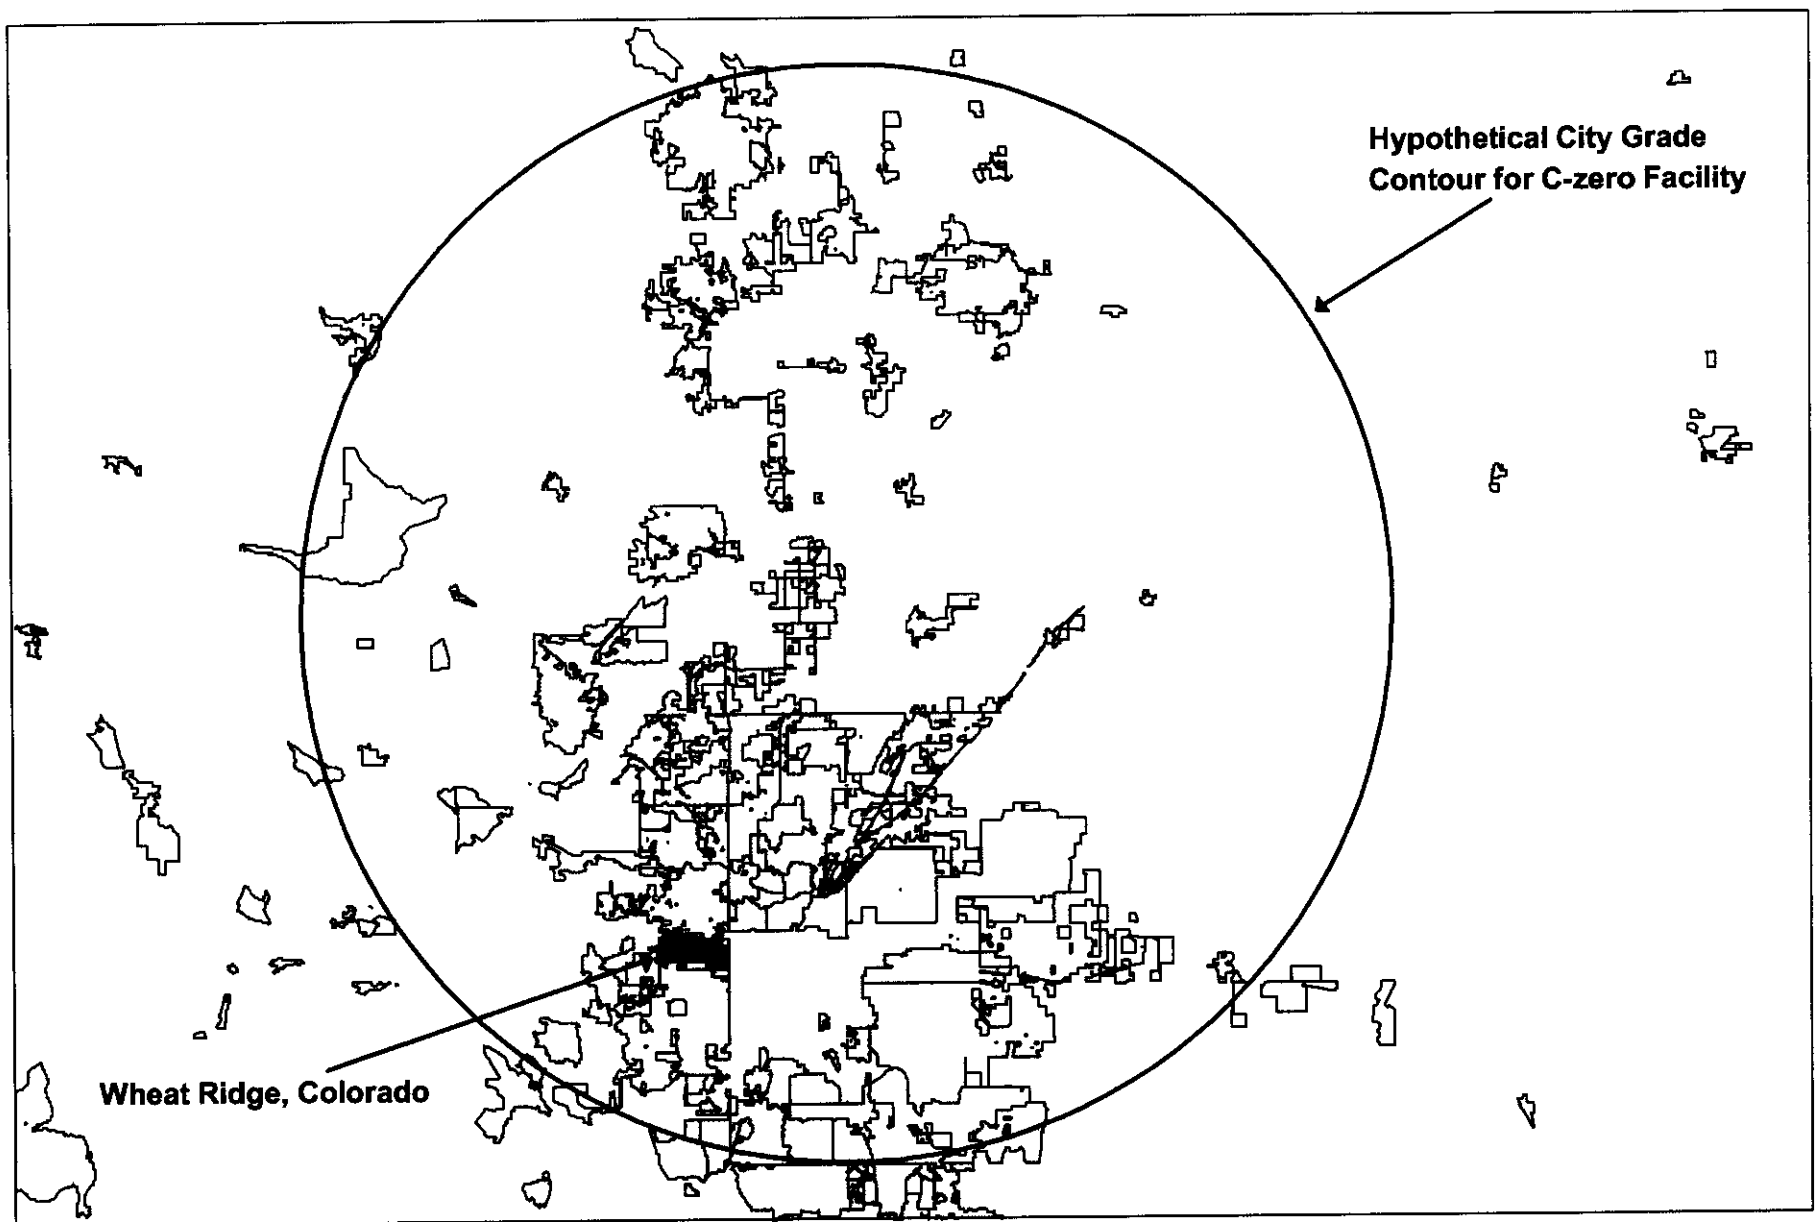 Hypothetical City Grade
Contour for C-zero Facility
Wheat Ridge, Colorado